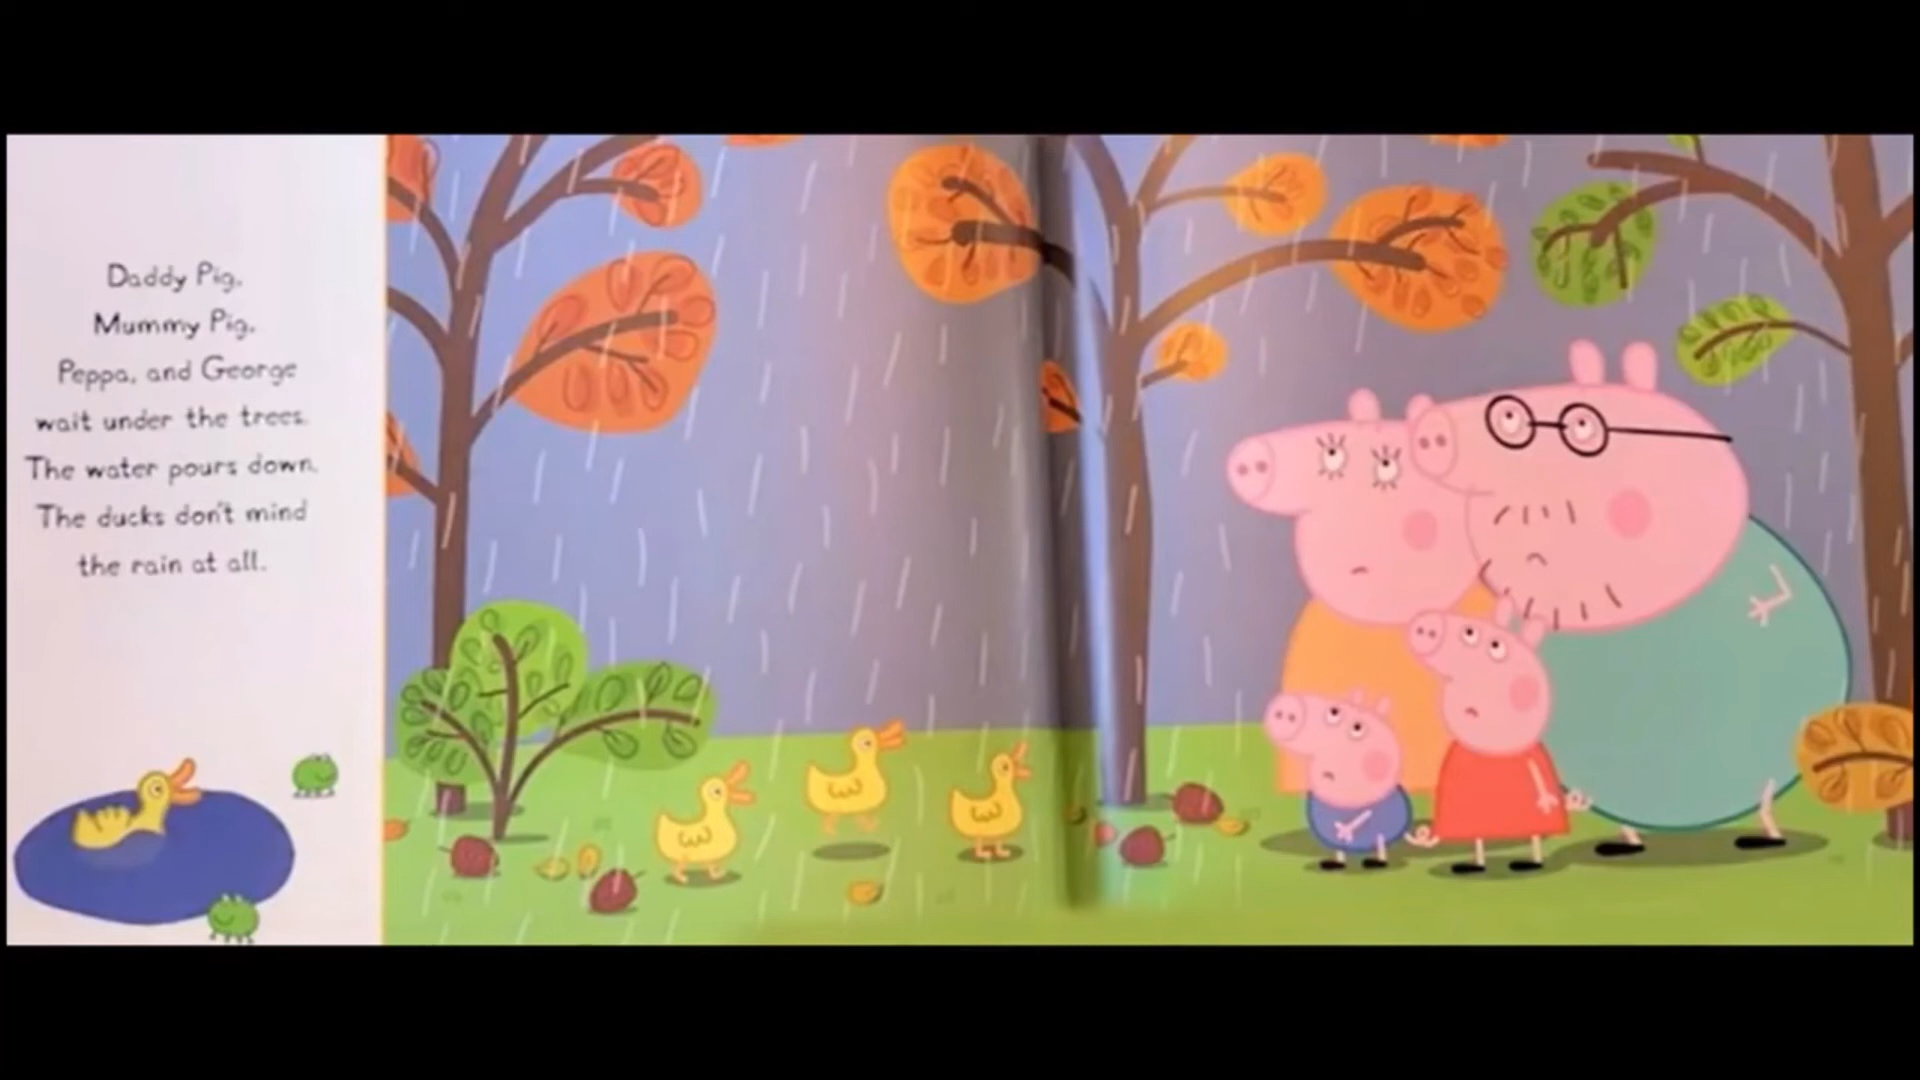 Daddy Pig,
Mummy Pig,
Peppa, and George
wait under the trees.
The water pours down.
The ducks don't mind
the rain at all.